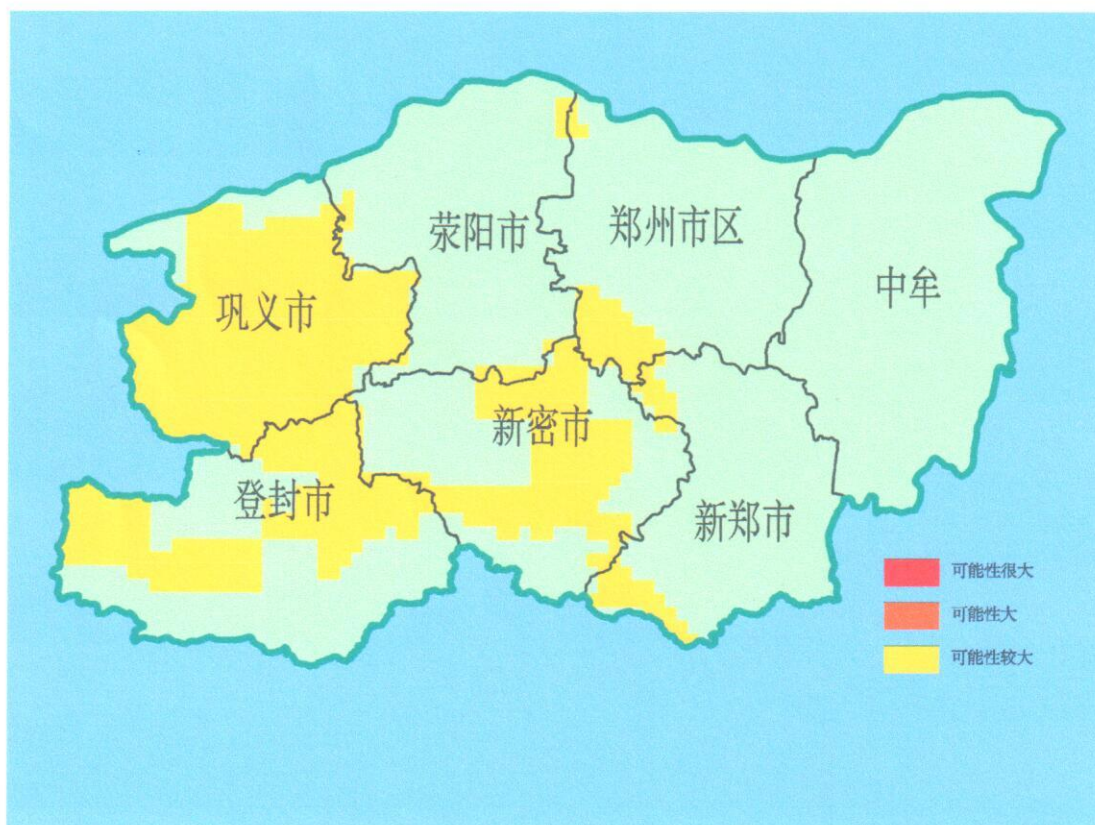 荥阳市
郑州市区
中牟
巩义市
新密市
登封市
新郑市
可能性很大
可能性大
可能性较大